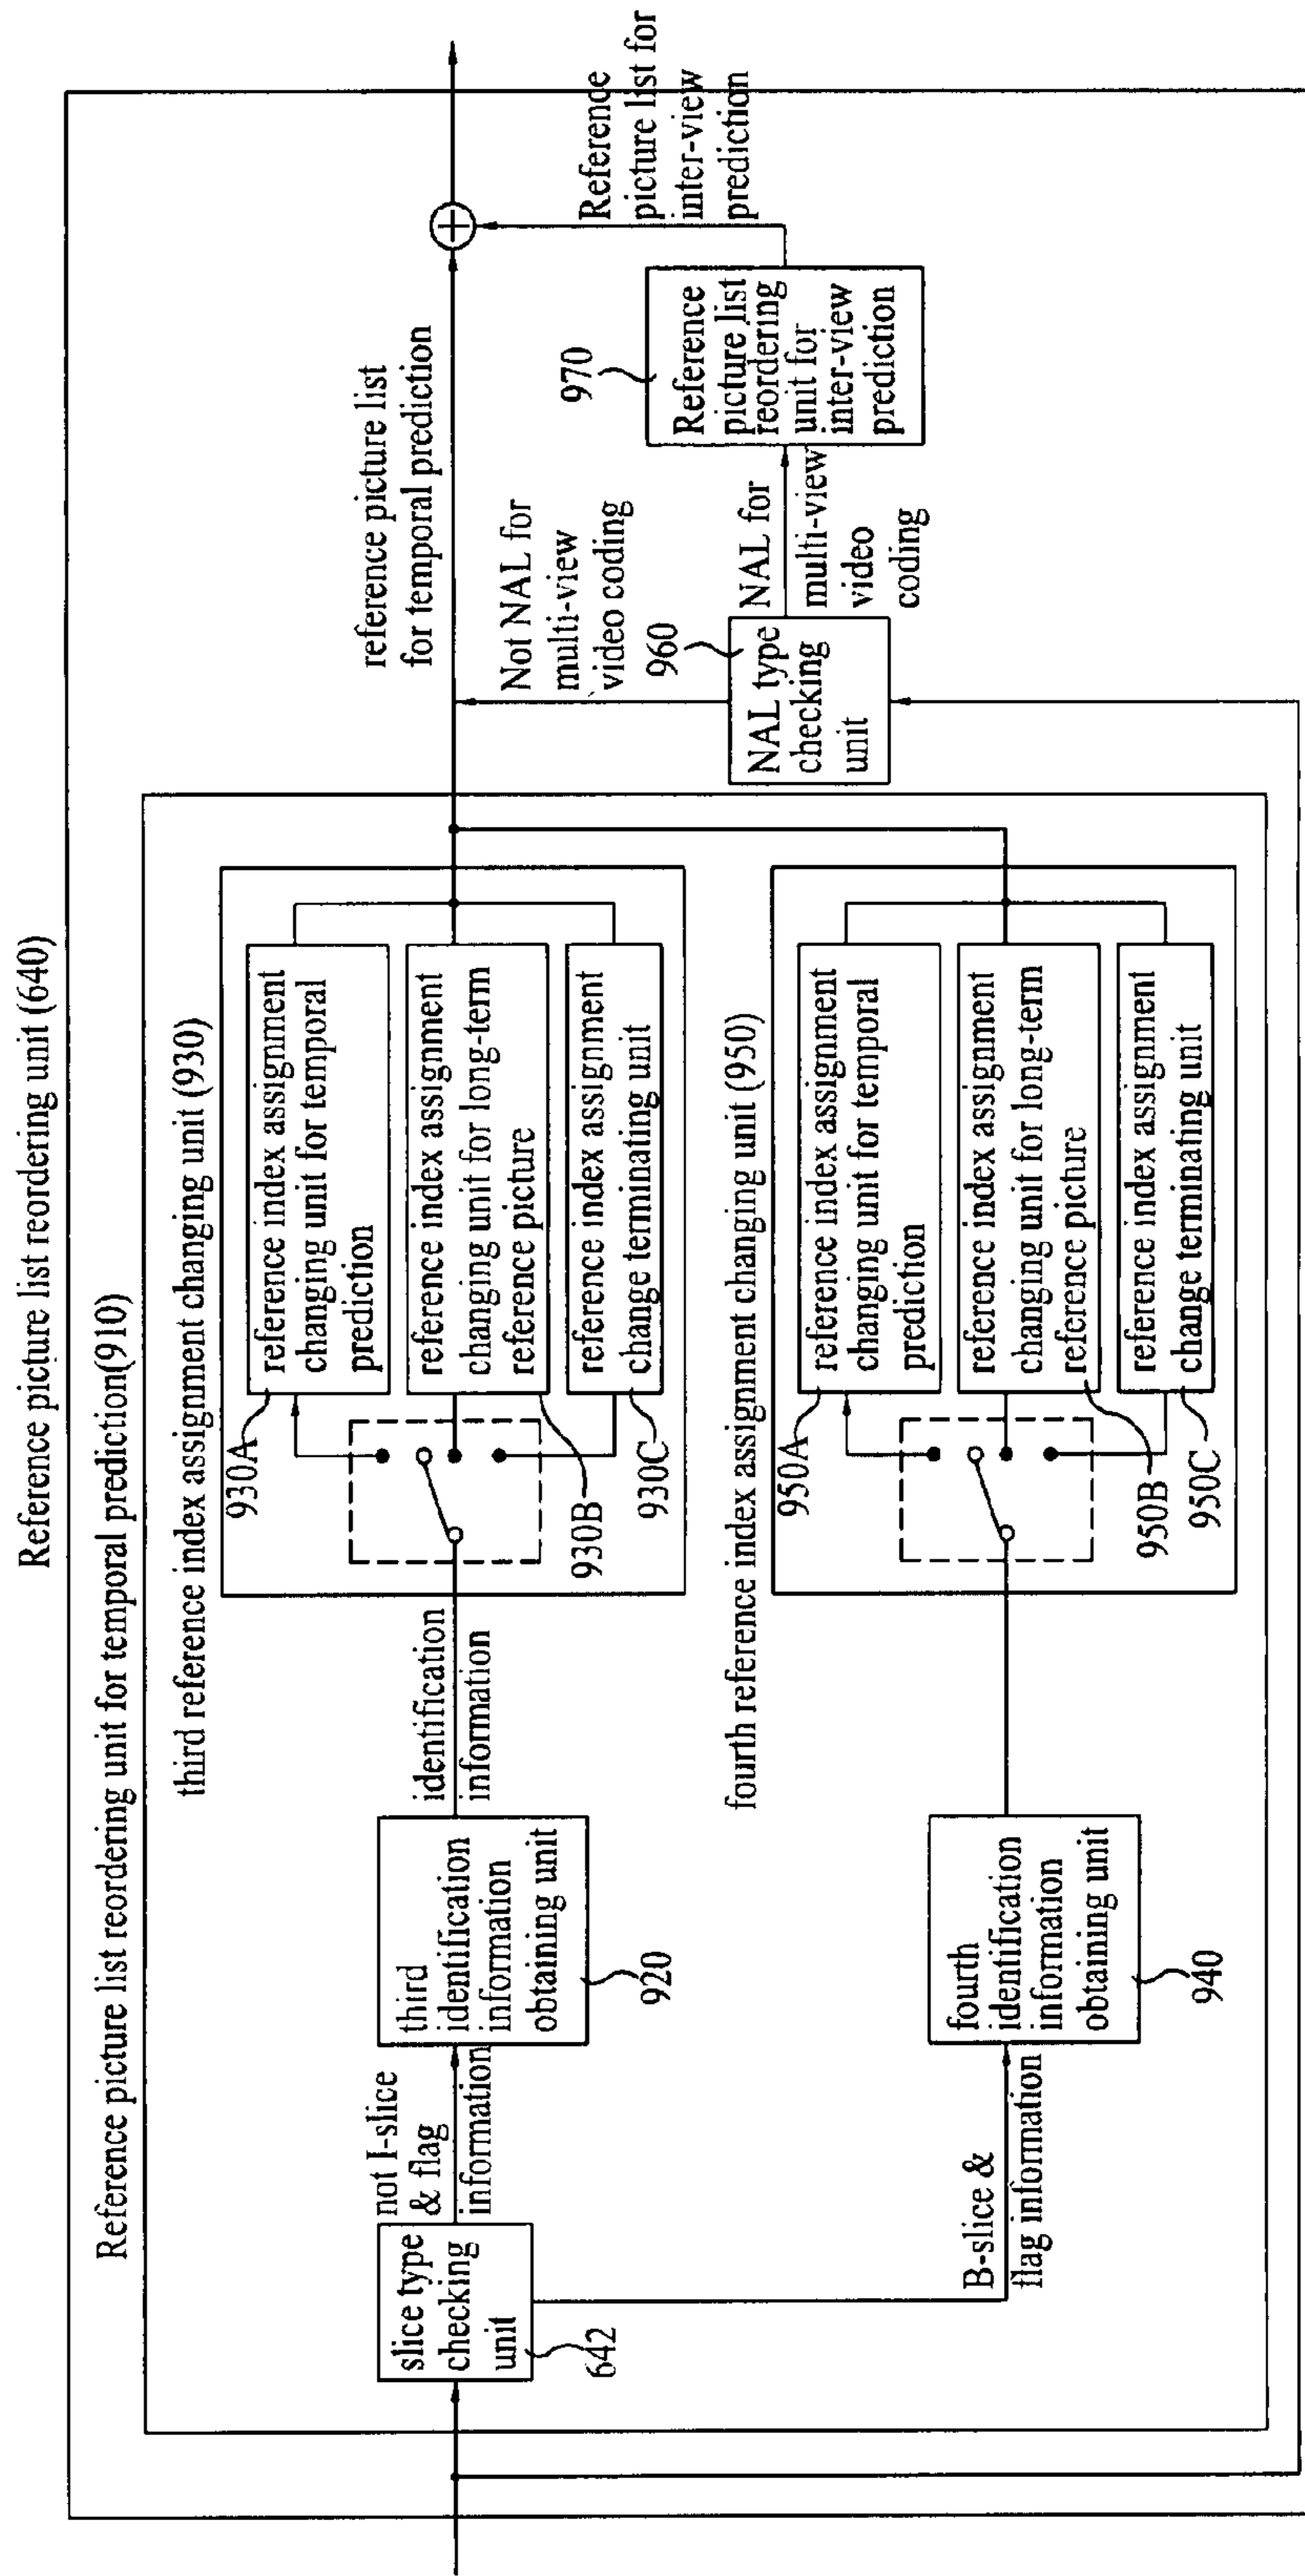 Reference picture list reordering unit (640)
Reference picture list reordering unit for temporal prediction(910)
third reference index assignment changing unit (930)
slice type
checking
unit
642
not I-slice
& flag
information
third
identification
information
obtaining unit
920
identification
information
930A
930B
930C
reference index assignment
changing unit for temporal
prediction
reference index assignment
changing unit for long-term
reference picture
reference index assignment
change terminating unit
B-slice &
flag information
fourth
identification
information
obtaining unit
940
fourth reference index assignment changing unit (950)
950A
950B
950C
reference index assignment
changing unit for temporal
prediction
reference index assignment
changing unit for long-term
reference picture
reference index assignment
change terminating unit
reference picture list
for temporal prediction
Not NAL for
multi-view
video coding
960
NAL type
checking
unit
NAL for
multi-view
video
coding
970
Reference
picture list
reordering
unit for
inter-view
prediction
Reference
picture list for
inter-view
prediction